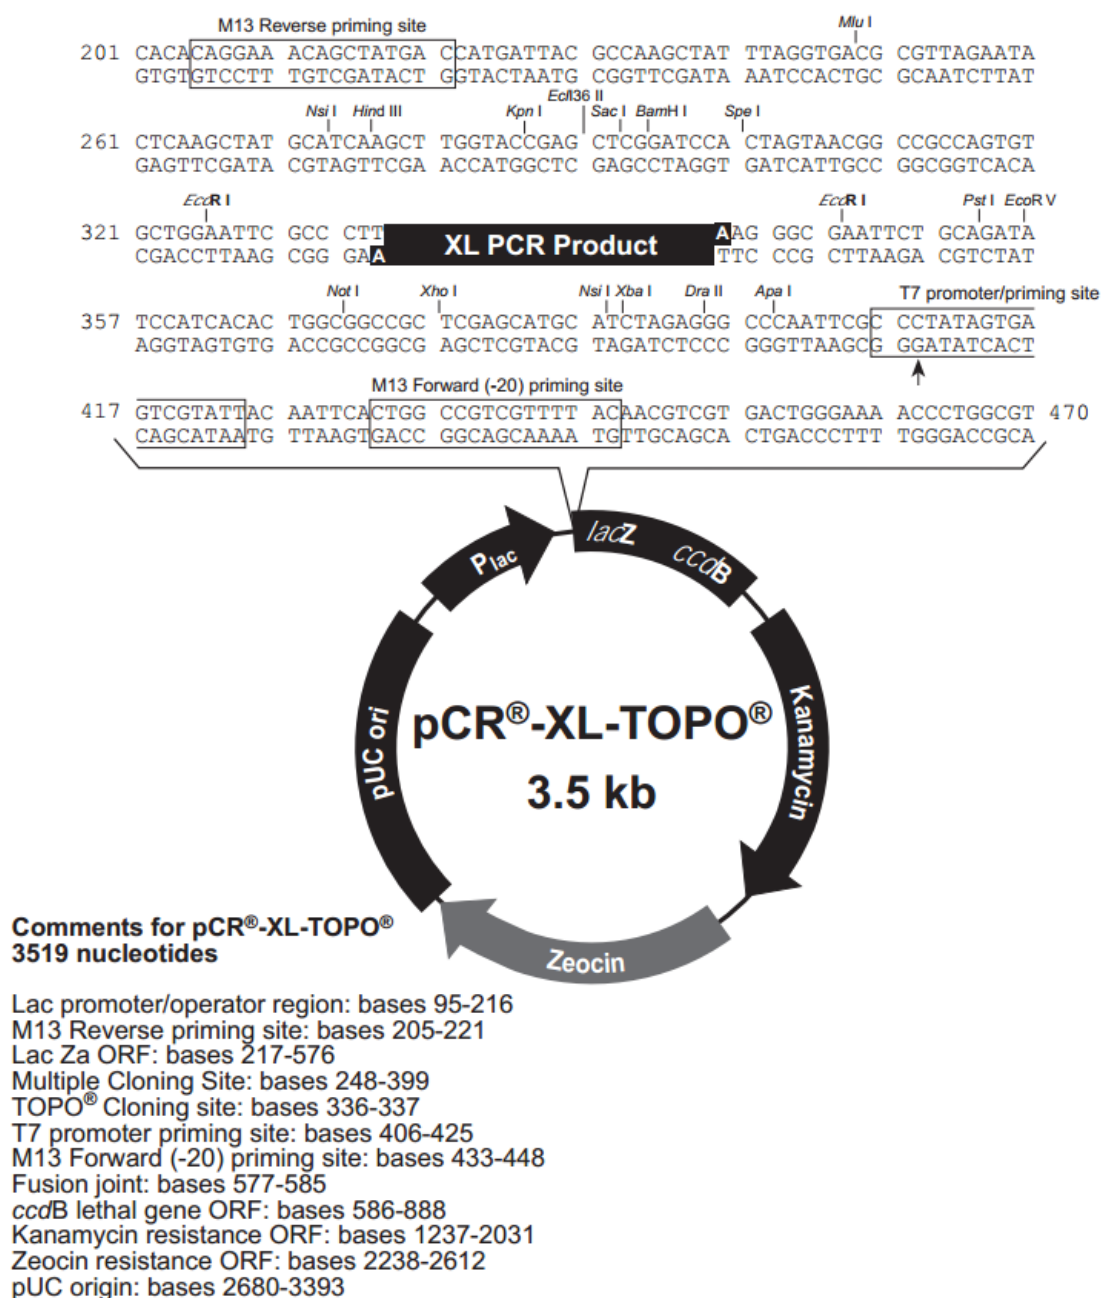 M13 Reverse priming site
Mlu I
201 CACACAGGAA ACAGCTATGAC CATGATTAC GCCAAGCTAT TTAGGTGACG CGTTAGAATA
GTGTGTCCTT TGTCGATACTG GTACTAATG CGGTTCGATA AATCCACTGC GCAATCTTAT
Nsi I Hind III Kpn I Ecl136 II Sac I BamH I Spe I
261 CTCAAGCTAT GCATCAAGCT TGGTACCGAG CTCGGATCCA CTAGTAACGG CCGCCAGTGT
GAGTTCGATA CGTAGTTCGA ACCATGGCTC GAGCCTAGGT GATCATTGCC GGCGGTCACA
EcoR I EcoR I Pst I EcoR V
321 GCTGGAATTC GCC CTT XL PCR Product AAG GGC GAATTCT GCAGATA
CGACCTTAAG CGG GAA TTC CCG CTTAAGA CGTCTAT
Not I Xho I Nsi I Xba I Dra II Apa I T7 promoter/priming site
357 TCCATCACAC TGGCGGCCGC TCGAGCATGC ATCTAGAGGG CCCAATTCGCC CTATAGTGA
AGGTAGTGTG ACCGCCGGCG AGCTCGTACG TAGATCTCCC GGGTTAAGCG GGATATCACT
M13 Forward (-20) priming site
417 GTCGTATTAC AATTCACTGG CCGTCGTTTT ACAACGTCGT GACTGGGAAA ACCCTGGCGT 470
CAGCATAATG TTAAGTGACC GGCAGCAAAA TGTTGCAGCA CTGACCCTTT TGGGACCGCA
Plac
lacZ
ccdB
Kanamycin
Zeocin
pUC ori
pCR®-XL-TOPO®
3.5 kb
Comments for pCR®-XL-TOPO®
3519 nucleotides
Lac promoter/operator region: bases 95-216
M13 Reverse priming site: bases 205-221
Lac Za ORF: bases 217-576
Multiple Cloning Site: bases 248-399
TOPO® Cloning site: bases 336-337
T7 promoter priming site: bases 406-425
M13 Forward (-20) priming site: bases 433-448
Fusion joint: bases 577-585
ccdB lethal gene ORF: bases 586-888
Kanamycin resistance ORF: bases 1237-2031
Zeocin resistance ORF: bases 2238-2612
pUC origin: bases 2680-3393